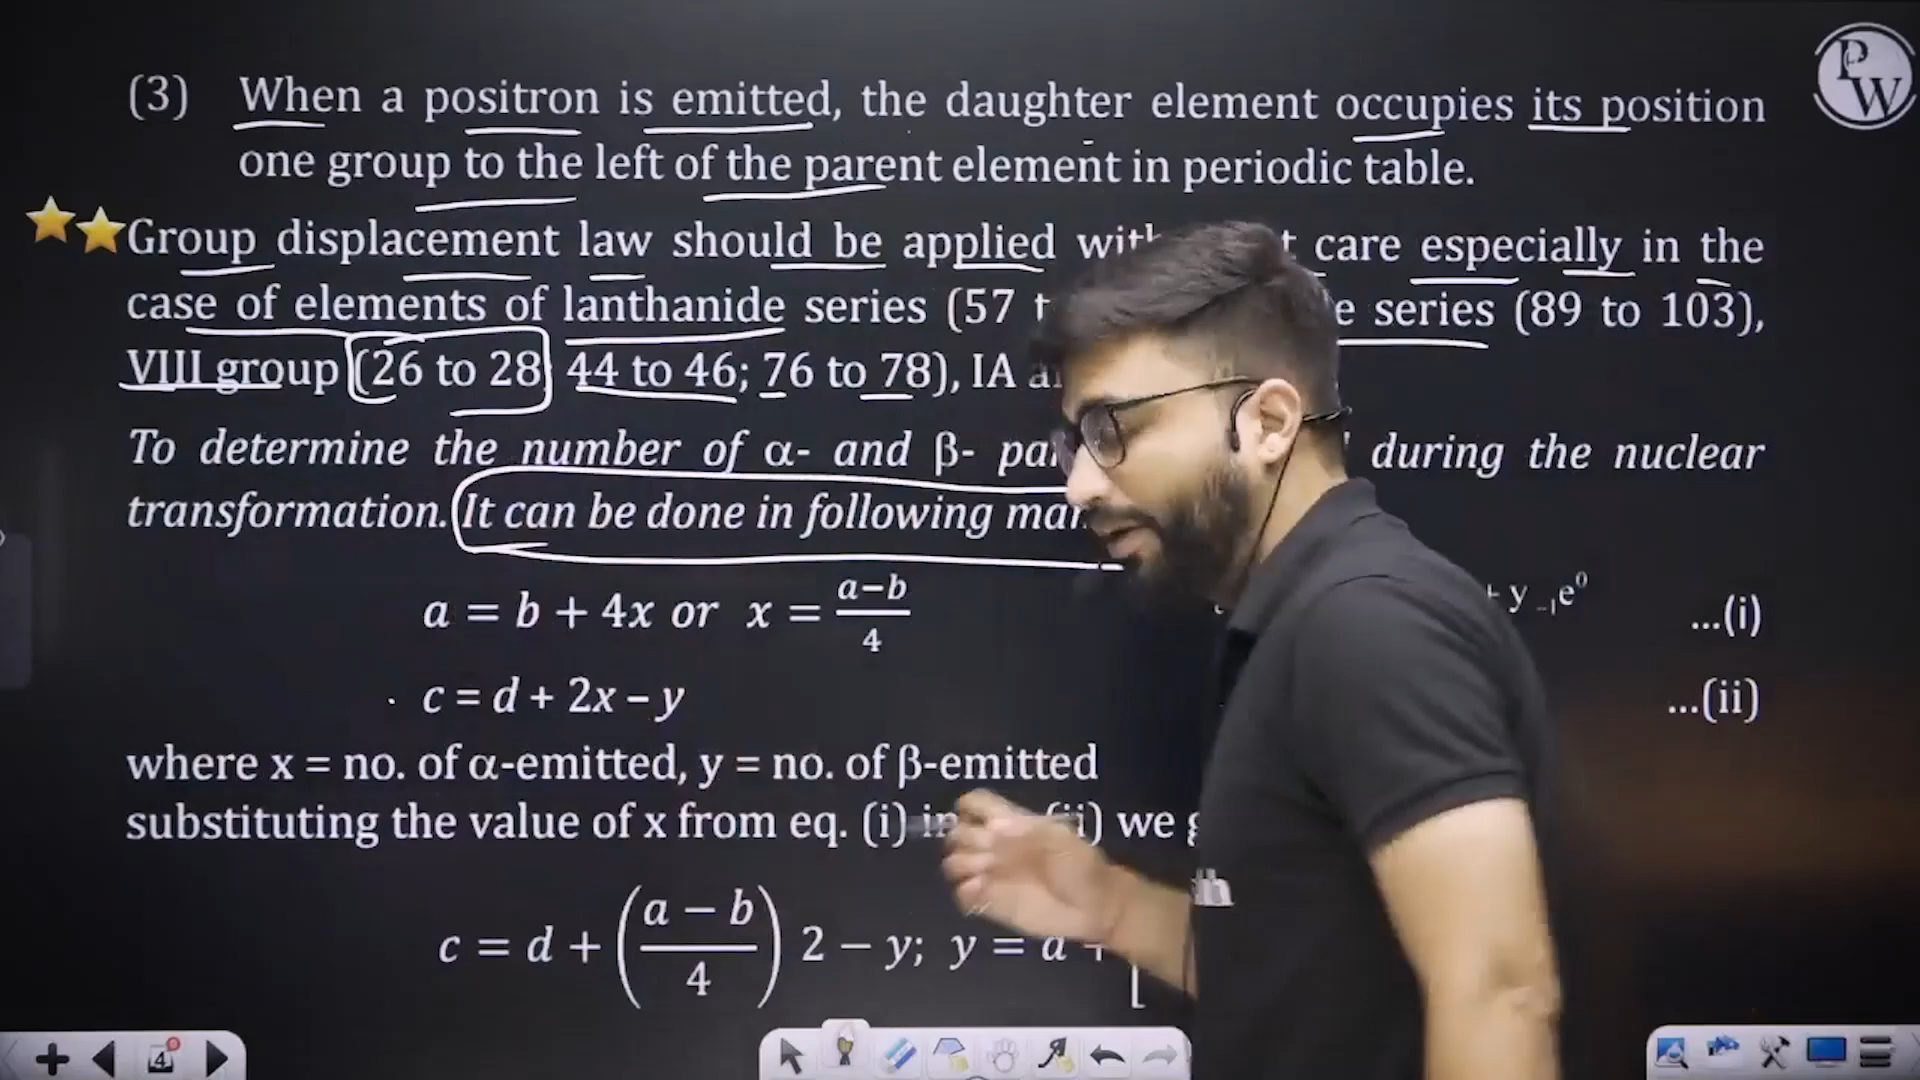 PW
(3) When a positron is emitted, the daughter element occupies its position
one group to the left of the parent element in periodic table.
Group displacement law should be applied care especially in the
case of elements of lanthanide series (57 series (89 to 103),
VIII group (26 to 28 44 to 46; 76 to 78), IA
To determine the number of α- and β- during the nuclear
transformation. It can be done in following
a = b + 4x or x = (a−b)/4 + y ₋₁e⁰ ...(i)
c = d + 2x – y ...(ii)
where x = no. of α-emitted, y = no. of β-emitted
substituting the value of x from eq. (i) (ii) we
c = d + ((a − b)/4) 2 − y; y =
4